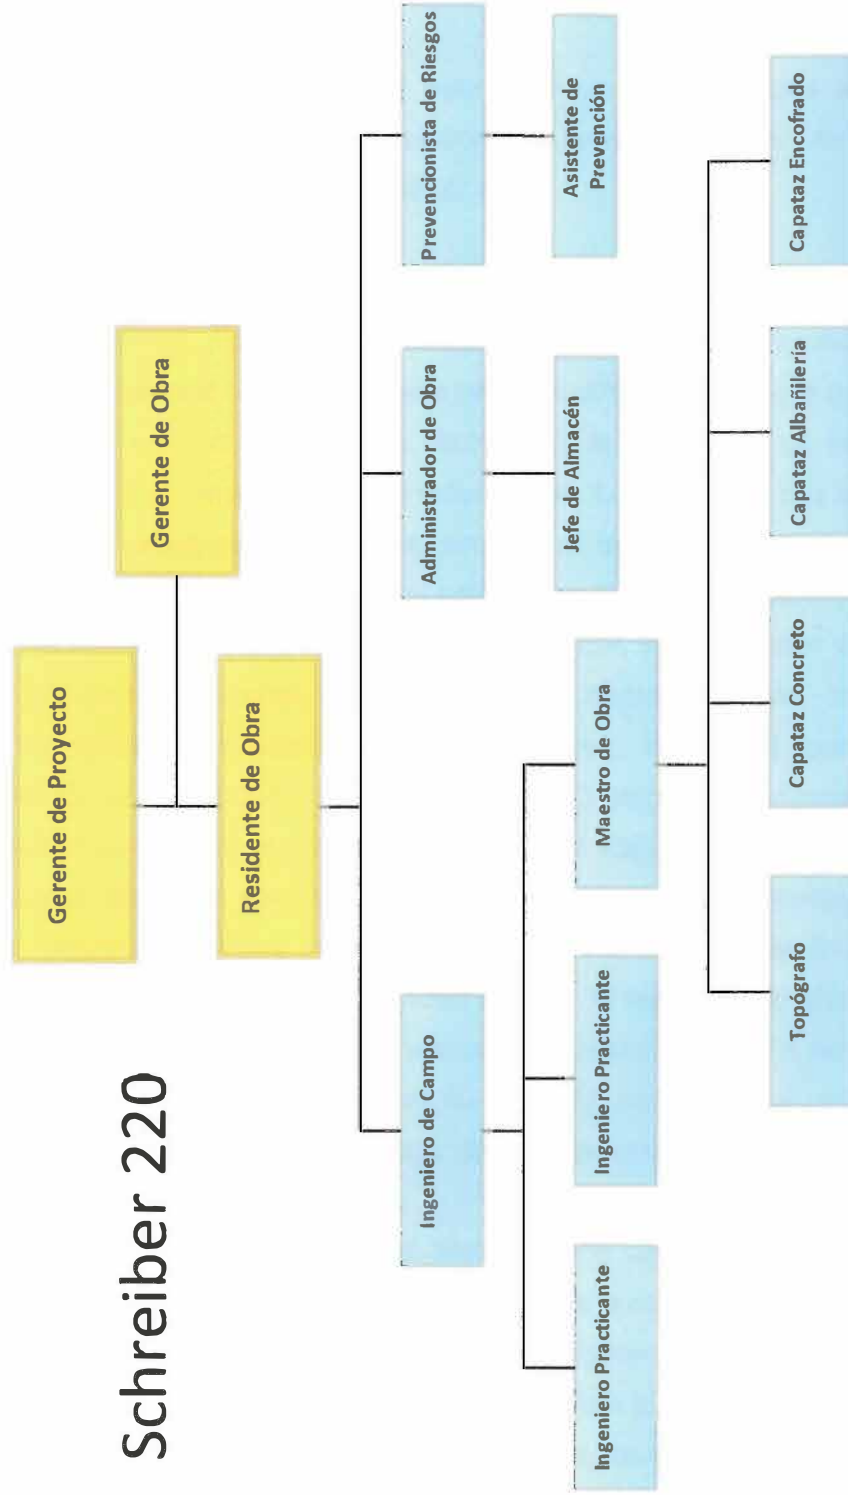 Schreiber 220
Gerente de Proyecto
Gerente de Obra
Residente de Obra
Ingeniero de Campo
Administrador de Obra
Prevencionista de Riesgos
Ingeniero Practicante
Ingeniero Practicante
Maestro de Obra
Jefe de Almacén
Asistente de
Prevención
Topógrafo
Capataz Concreto
Capataz Albañilería
Capataz Encofrado